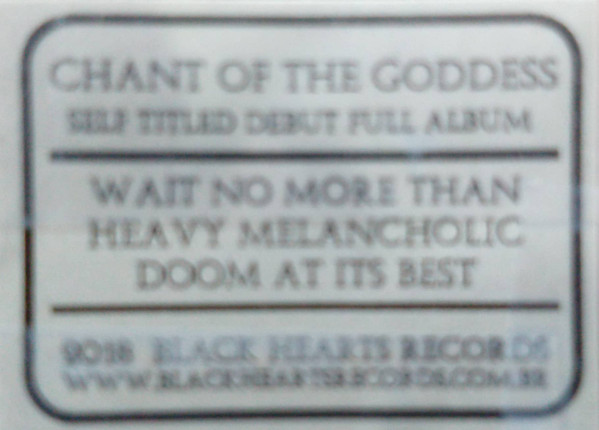 CHANT OF THE GODDESS
SELF TITLED DEBUT FULL ALBUM
WAIT NO MORE THAN
HEAVY MELANCHOLIC
DOOM AT ITS BEST
BLACK HEARTS RECORDS
WWW.BLACKHEARTSRECORDS.COM.BR